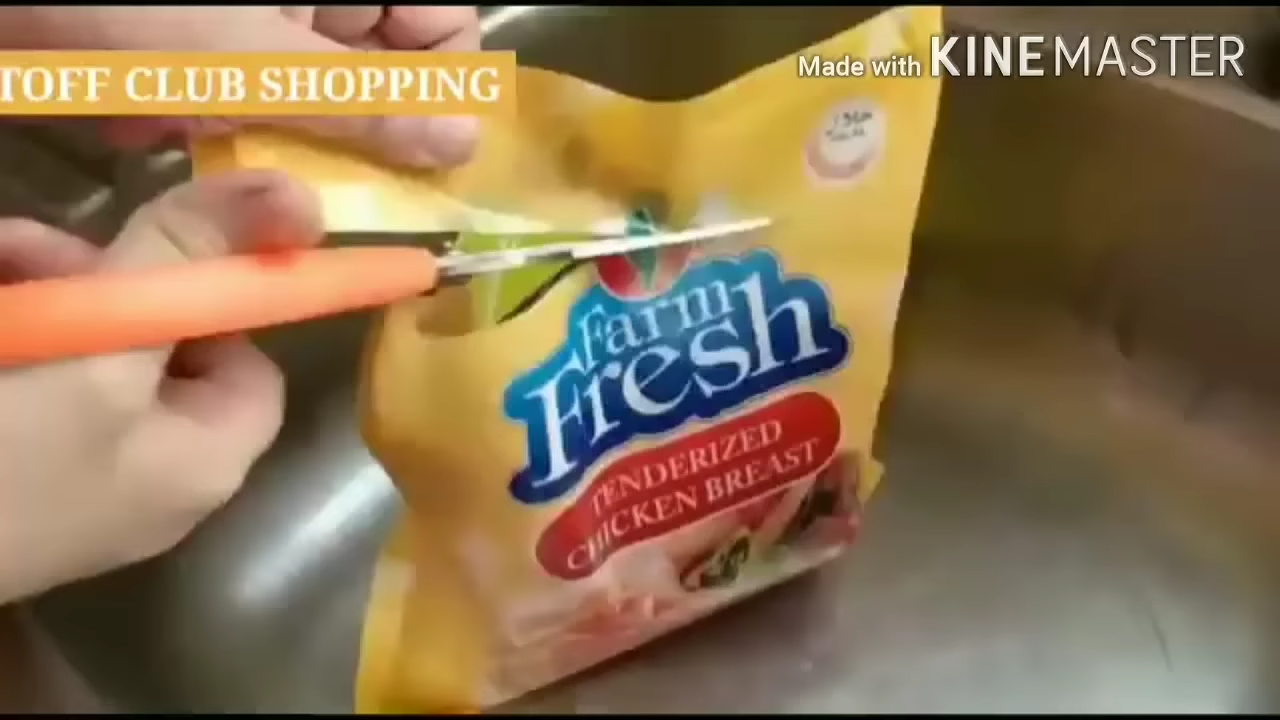 TOFF CLUB SHOPPING
Made with KINEMASTER
Farm
Fresh
TENDERIZED
CHICKEN BREAST